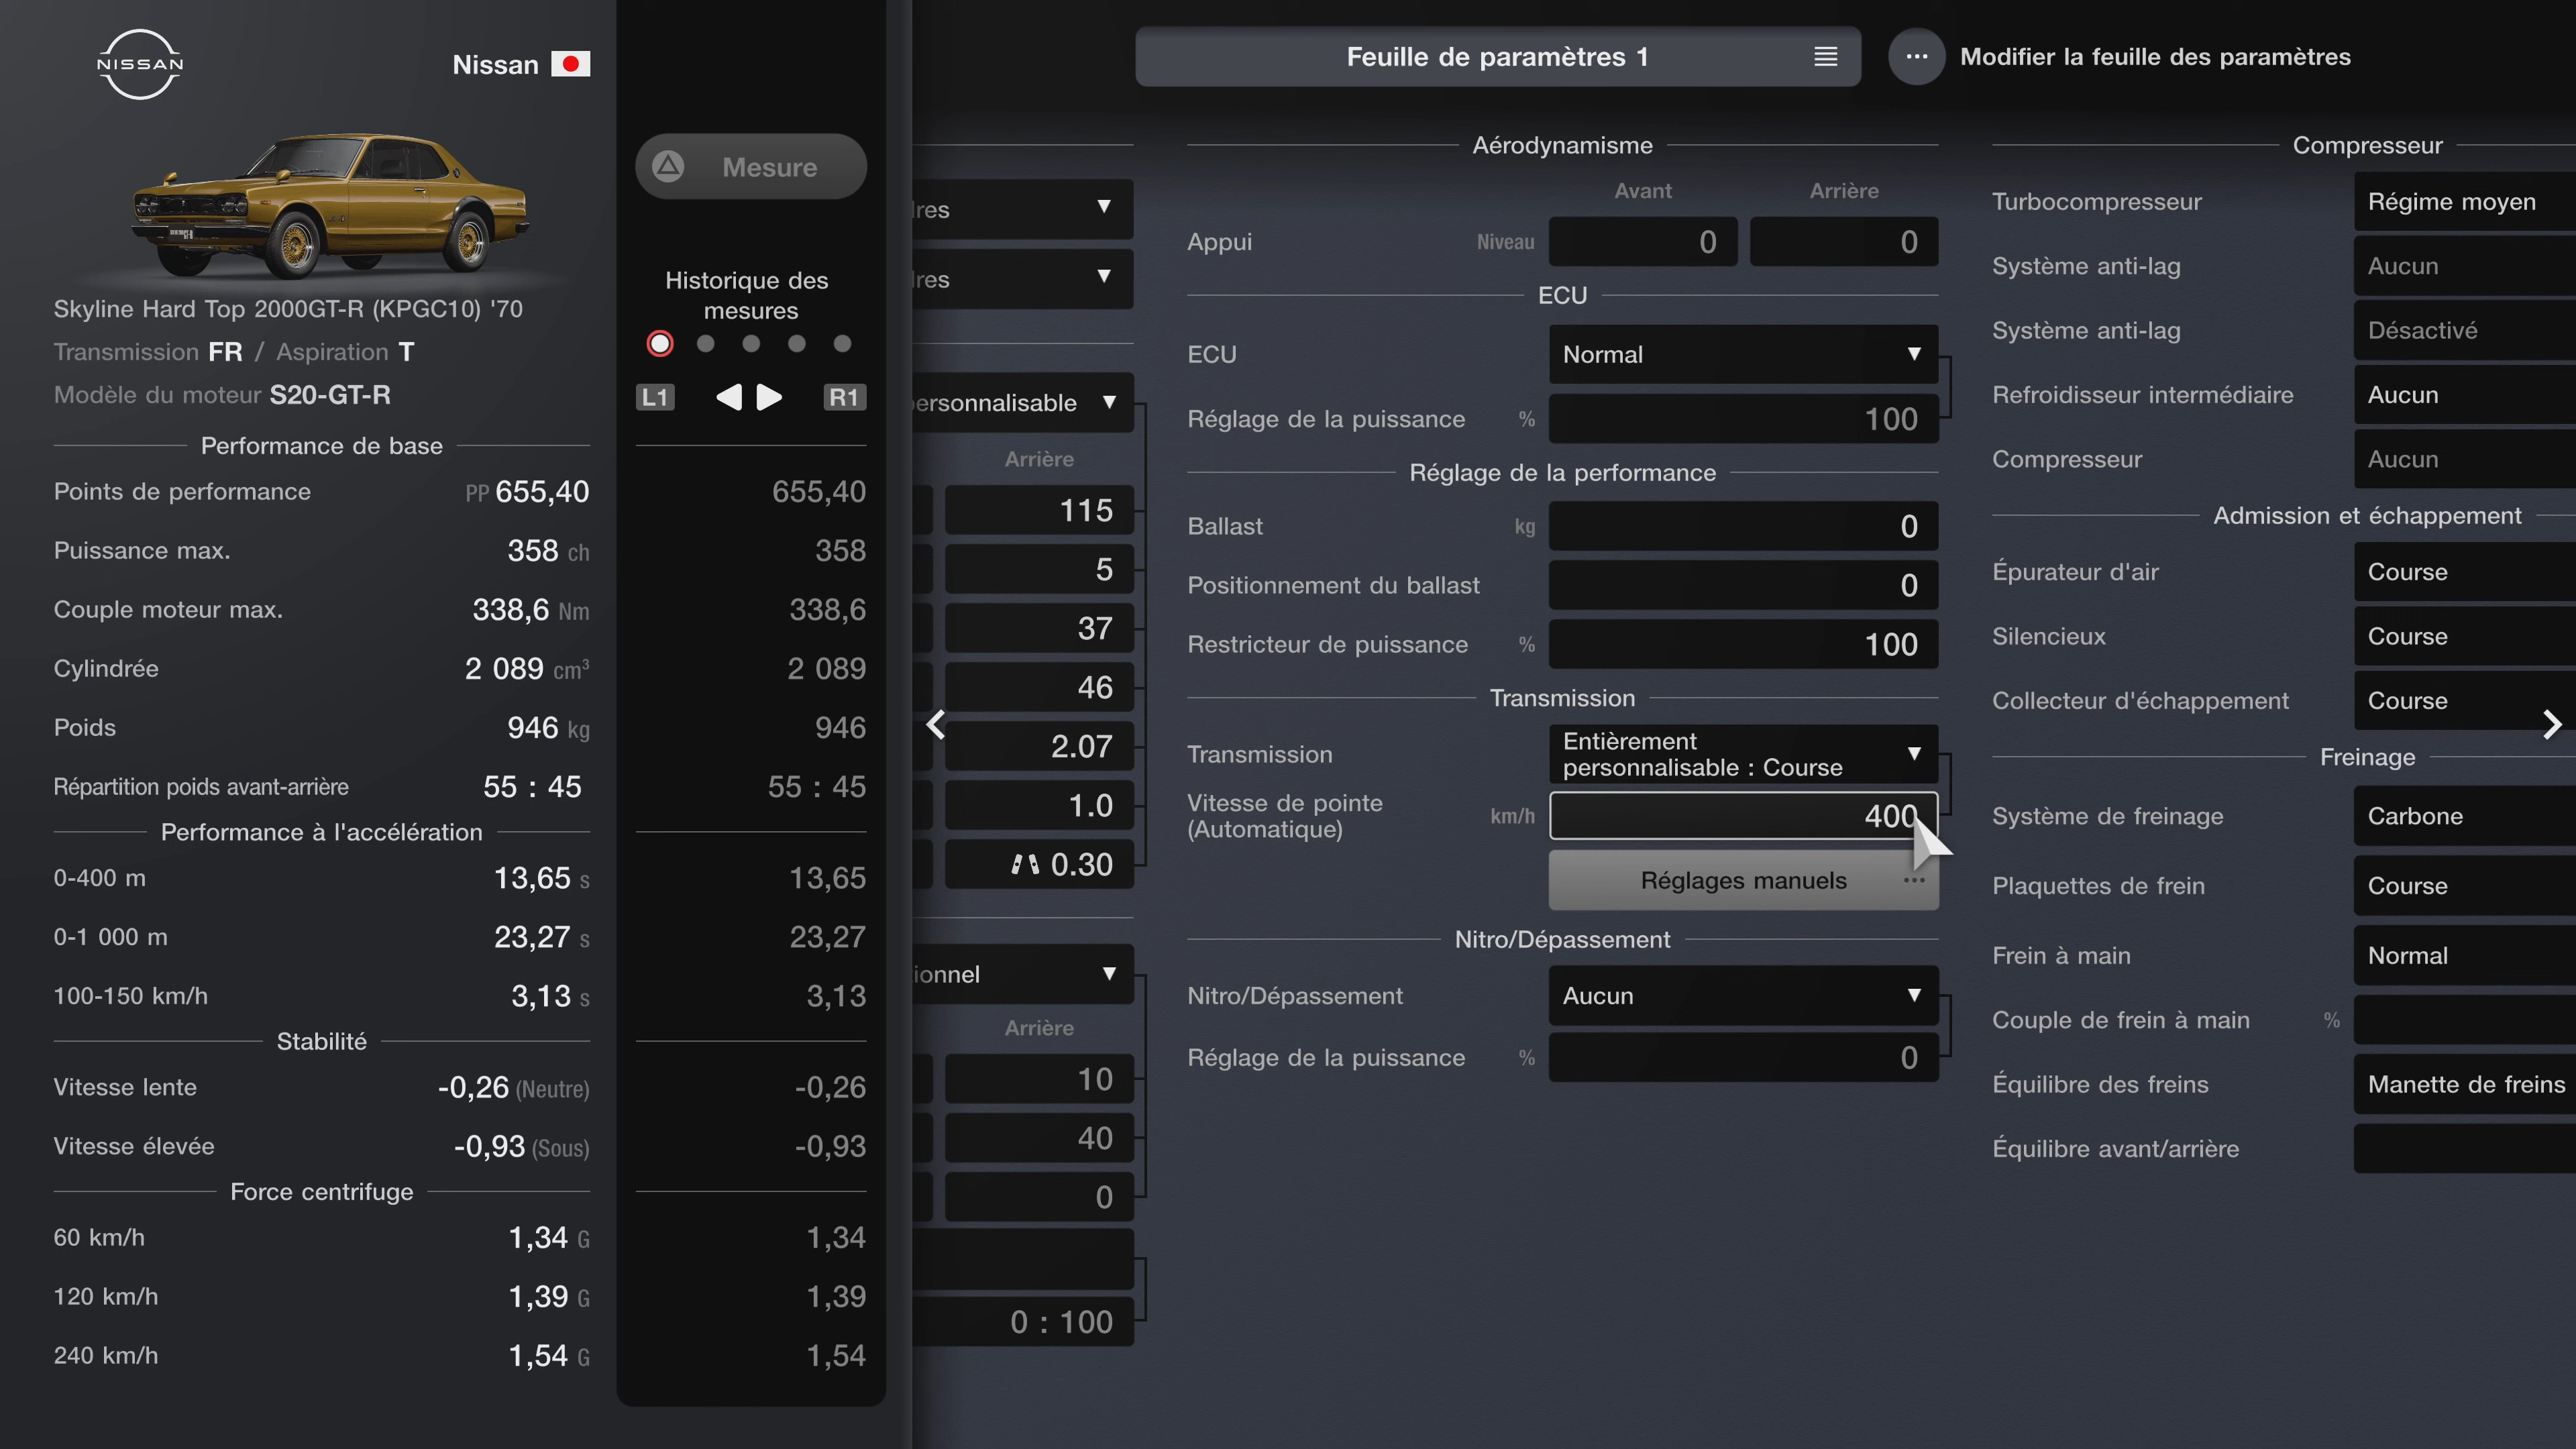 NISSAN
Nissan
Skyline Hard Top 2000GT-R (KPGC10) '70
Transmission FR / Aspiration T
Modèle du moteur S20-GT-R
Performance de base
Points de performance PP 655,40
Puissance max. 358 ch
Couple moteur max. 338,6 Nm
Cylindrée 2 089 cm³
Poids 946 kg
Répartition poids avant-arrière 55 : 45
Performance à l'accélération
0-400 m 13,65 s
0-1 000 m 23,27 s
100-150 km/h 3,13 s
Stabilité
Vitesse lente -0,26 (Neutre)
Vitesse élevée -0,93 (Sous)
Force centrifuge
60 km/h 1,34 G
120 km/h 1,39 G
240 km/h 1,54 G
Mesure
Historique des
mesures
L1 R1
655,40
358
338,6
2 089
946
55 : 45
13,65
23,27
3,13
-0,26
-0,93
1,34
1,39
1,54
Feuille de paramètres 1
Modifier la feuille des paramètres
Arrière
115
5
37
46
2.07
1.0
0.30
Arrière
10
40
0
0 : 100
Aérodynamisme
Avant Arrière
Appui Niveau 0 0
ECU
ECU Normal
Réglage de la puissance % 100
Réglage de la performance
Ballast kg 0
Positionnement du ballast 0
Restricteur de puissance % 100
Transmission
Transmission Entièrement
personnalisable : Course
Vitesse de pointe
(Automatique) km/h 400
Réglages manuels ...
Nitro/Dépassement
Nitro/Dépassement Aucun
Réglage de la puissance % 0
Compresseur
Turbocompresseur Régime moyen
Système anti-lag Aucun
Système anti-lag Désactivé
Refroidisseur intermédiaire Aucun
Compresseur Aucun
Admission et échappement
Épurateur d'air Course
Silencieux Course
Collecteur d'échappement Course
Freinage
Système de freinage Carbone
Plaquettes de frein Course
Frein à main Normal
Couple de frein à main %
Équilibre des freins Manette de freins
Équilibre avant/arrière